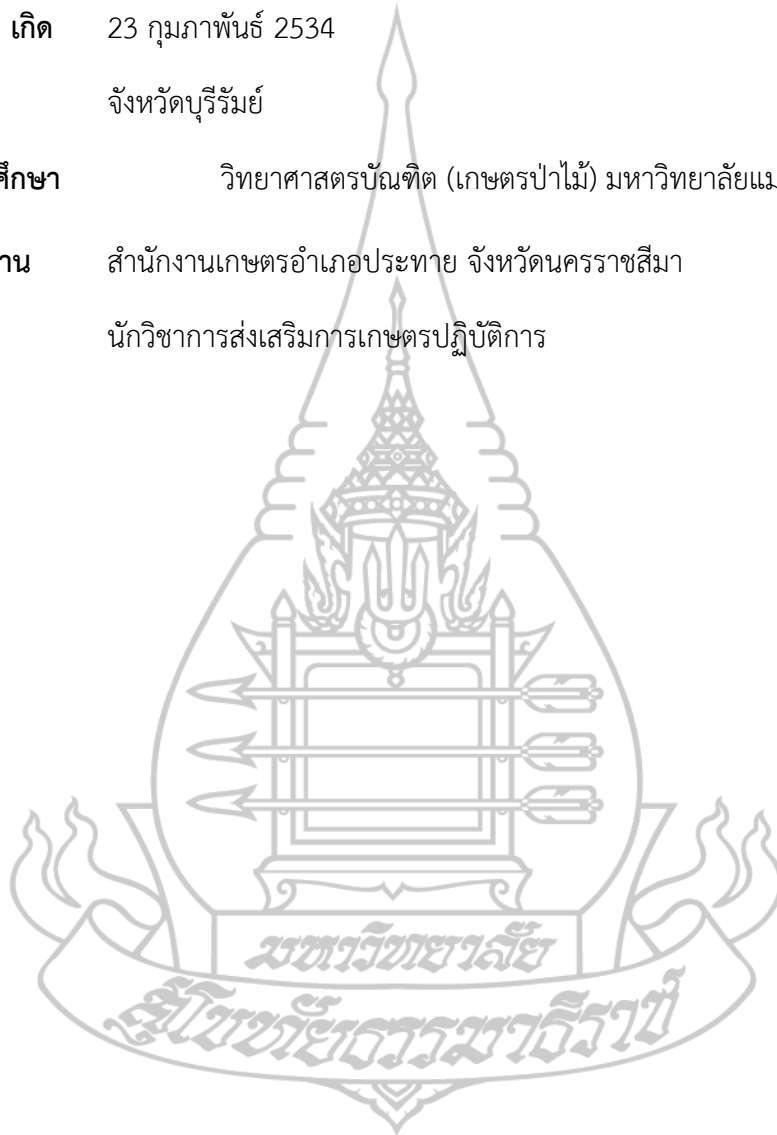 เกิด 23 กุมภาพันธ์ 2534
จังหวัดบุรีรัมย์
ศึกษา วิทยาศาสตรบัณฑิต (เกษตรป่าไม้) มหาวิทยาลัยแม
าน สำนักงานเกษตรอำเภอประทาย จังหวัดนครราชสีมา
นักวิชาการส่งเสริมการเกษตรปฏิบัติการ
มหาวิทยาลัย
สุโขทัยธรรมาธิราช